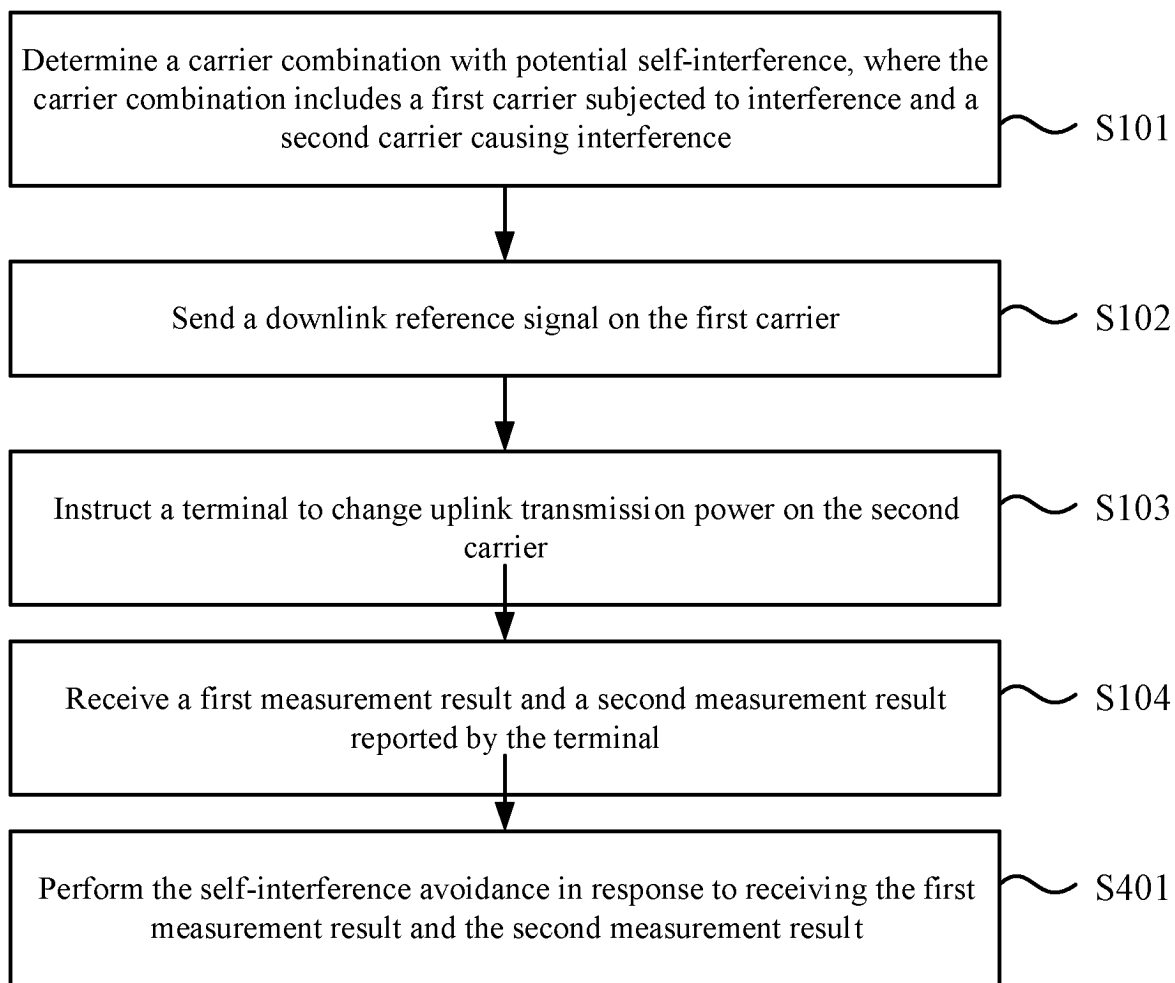 Determine a carrier combination with potential self-interference, where the
carrier combination includes a first carrier subjected to interference and a
second carrier causing interference
S101
Send a downlink reference signal on the first carrier
S102
Instruct a terminal to change uplink transmission power on the second
carrier
S103
Receive a first measurement result and a second measurement result
reported by the terminal
S104
Perform the self-interference avoidance in response to receiving the first
measurement result and the second measurement result
S401